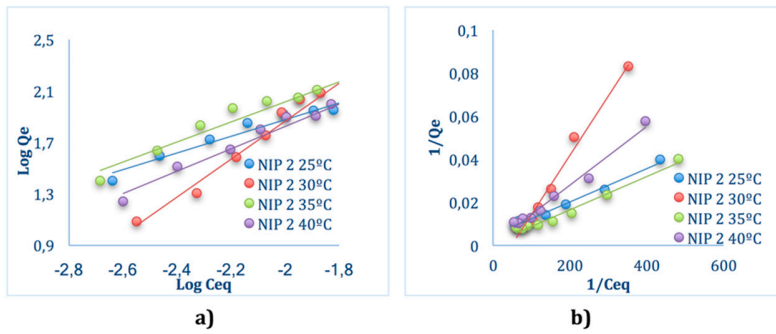 2,5
2,1
1,7
1,3
0,9
Log Qe
-2,8 -2,6 -2,4 -2,2 -2 -1,8
Log Ceq
NIP 2 25ºC
NIP 2 30ºC
NIP 2 35ºC
NIP 2 40ºC
a)
0,1
0,08
0,06
0,04
0,02
0
1/Qe
0 200 400 600
1/Ceq
NIP 2 25ºC
NIP 2 30ºC
NIP 2 35ºC
NIP 2 40ºC
b)